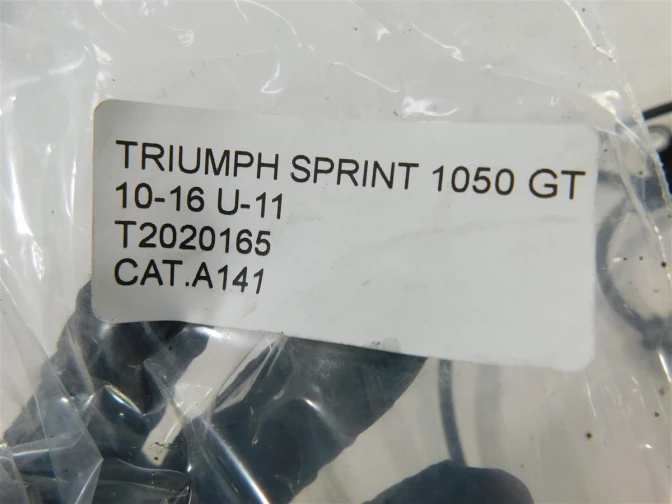 TRIUMPH SPRINT 1050 GT
10-16 U-11
T2020165
CAT.A141